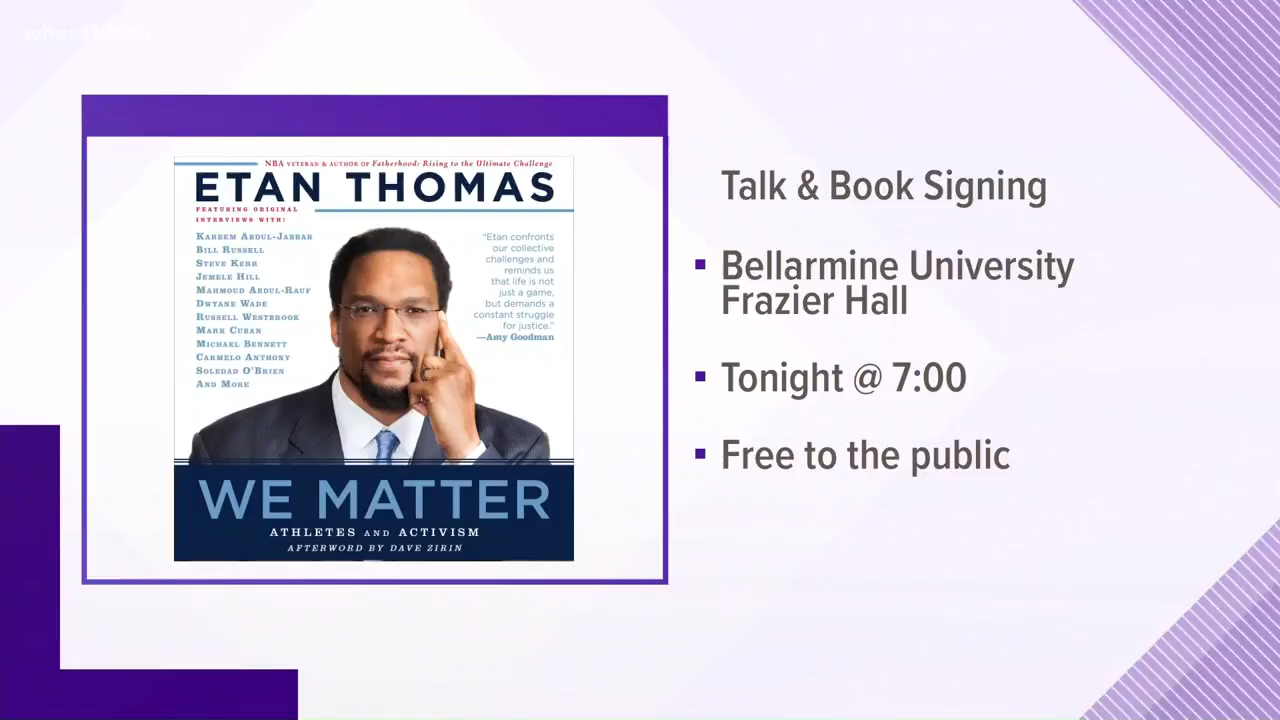 NBA VETERAN & AUTHOR OF Fatherhood: Rising to the Ultimate Challenge
ETAN THOMAS
FEATURING ORIGINAL
INTERVIEWS WITH:
KAREEM ABDUL-JABBAR
BILL RUSSELL
STEVE KERR
JEMELE HILL
MAHMOUD ABDUL-RAUF
DWYANE WADE
RUSSELL WESTBROOK
MARK CUBAN
MICHAEL BENNETT
CARMELO ANTHONY
SOLEDAD O'BRIEN
AND MORE
"Etan confronts
our collective
challenges and
reminds us
that life is not
just a game,
but demands a
constant struggle
for justice."
—Amy Goodman
WE MATTER
ATHLETES AND ACTIVISM
AFTERWORD BY DAVE ZIRIN
Talk & Book Signing
▪ Bellarmine University
Frazier Hall
▪ Tonight @ 7:00
▪ Free to the public